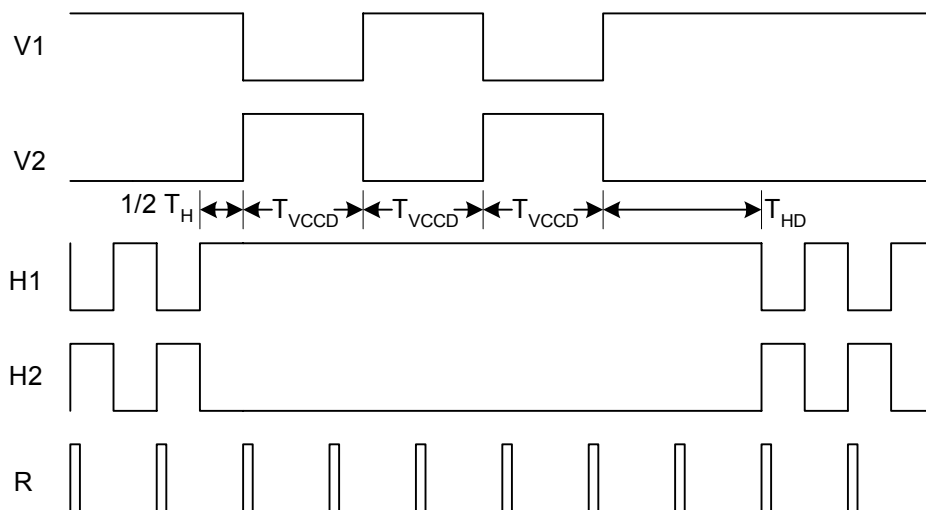 V1
V2
1/2 T_H
T_VCCD
T_VCCD
T_VCCD
T_HD
H1
H2
R